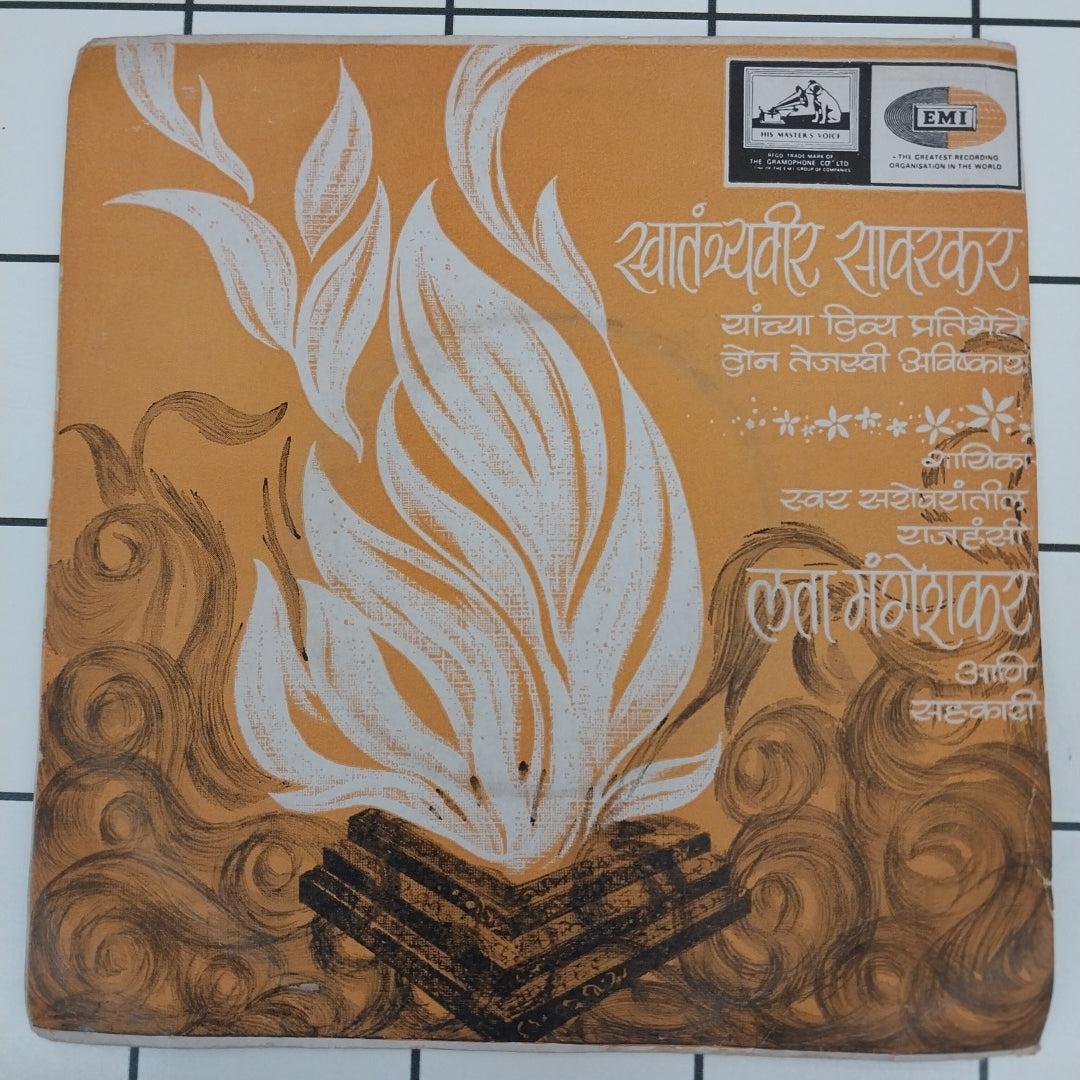 HIS MASTER'S VOICE
REGD. TRADE MARK OF
THE GRAMOPHONE CO LTD
EMI
THE GREATEST RECORDING
ORGANISATION IN THE WORLD
स्वातंत्र्यवीर सावरकर
यांच्या दिव्य प्रतिभेचे
दोन तेजस्वी अविष्कार
गायिका
स्वर सरोवरांतील
राजहंसी
लता मंगेशकर
आणि
सहकारी